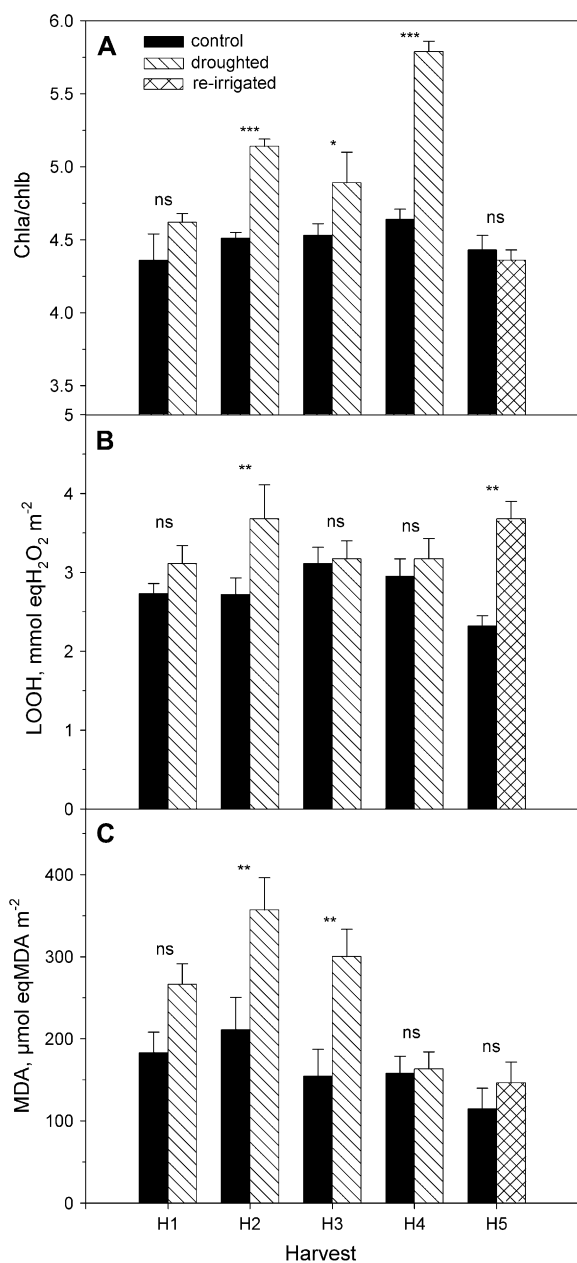 A
control
droughted
re-irrigated
Chla/chlb
6.0
5.5
5.0
4.5
4.0
3.5
ns
***
*
***
ns
B
LOOH, mmol eqH₂O₂ m⁻²
5
4
3
2
1
0
ns
**
ns
ns
**
C
MDA, µmol eqMDA m⁻²
400
300
200
100
0
ns
**
**
ns
ns
H1 H2 H3 H4 H5
Harvest